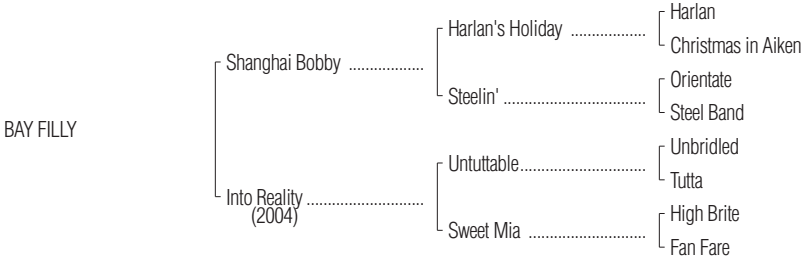 Harlan
Harlan's Holiday ..................
Christmas in Aiken
Shanghai Bobby ..................
Orientate
Steelin' ..................................
Steel Band
BAY FILLY
Unbridled
Untuttable..............................
Tutta
Into Reality ............................
(2004)
High Brite
Sweet Mia ............................
Fan Fare